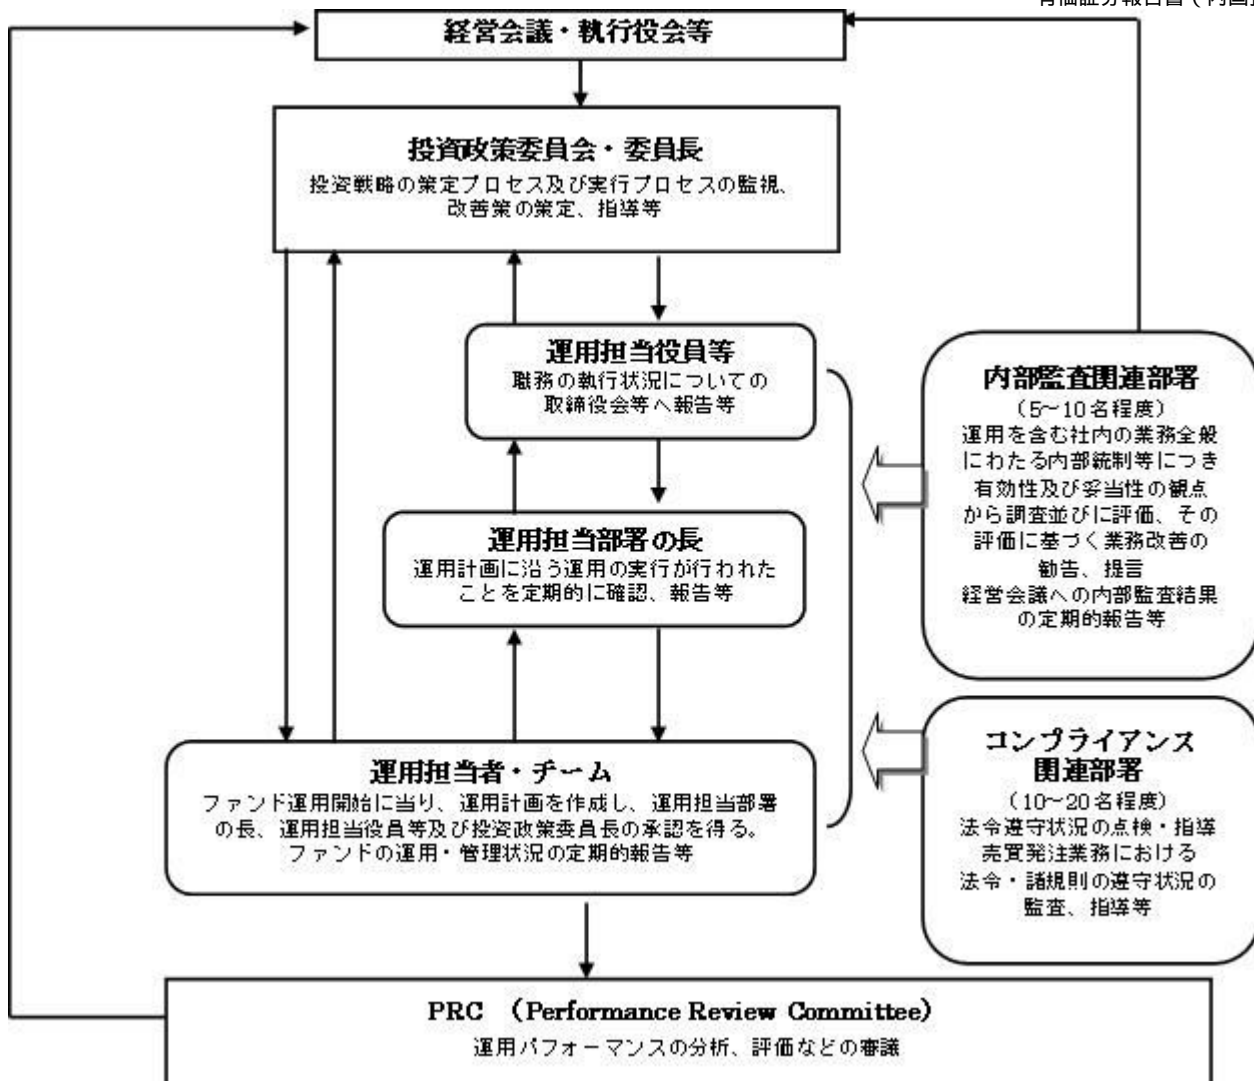 経営会議・執行役会等
投資政策委員会・委員長
投資戦略の策定プロセス及び実行プロセスの監視、
改善策の策定、指導等
運用担当役員等
職務の執行状況についての
取締役会等へ報告等
運用担当部署の長
運用計画に沿う運用の実行が行われた
ことを定期的に確認、報告等
運用担当者・チーム
ファンド運用開始に当り、運用計画を作成し、運用担当部署
の長、運用担当役員等及び投資政策委員長の承認を得る。
ファンドの運用・管理状況の定期的報告等
内部監査関連部署
（5～10名程度）
運用を含む社内の業務全般
にわたる内部統制等につき
有効性及び妥当性の観点
から調査並びに評価、その
評価に基づく業務改善の
勧告、提言
経営会議への内部監査結果
の定期的報告等
コンプライアンス
関連部署
（10～20名程度）
法令遵守状況の点検・指導
売買発注業務における
法令・諸規則の遵守状況の
監査、指導等
PRC （Performance Review Committee）
運用パフォーマンスの分析、評価などの審議